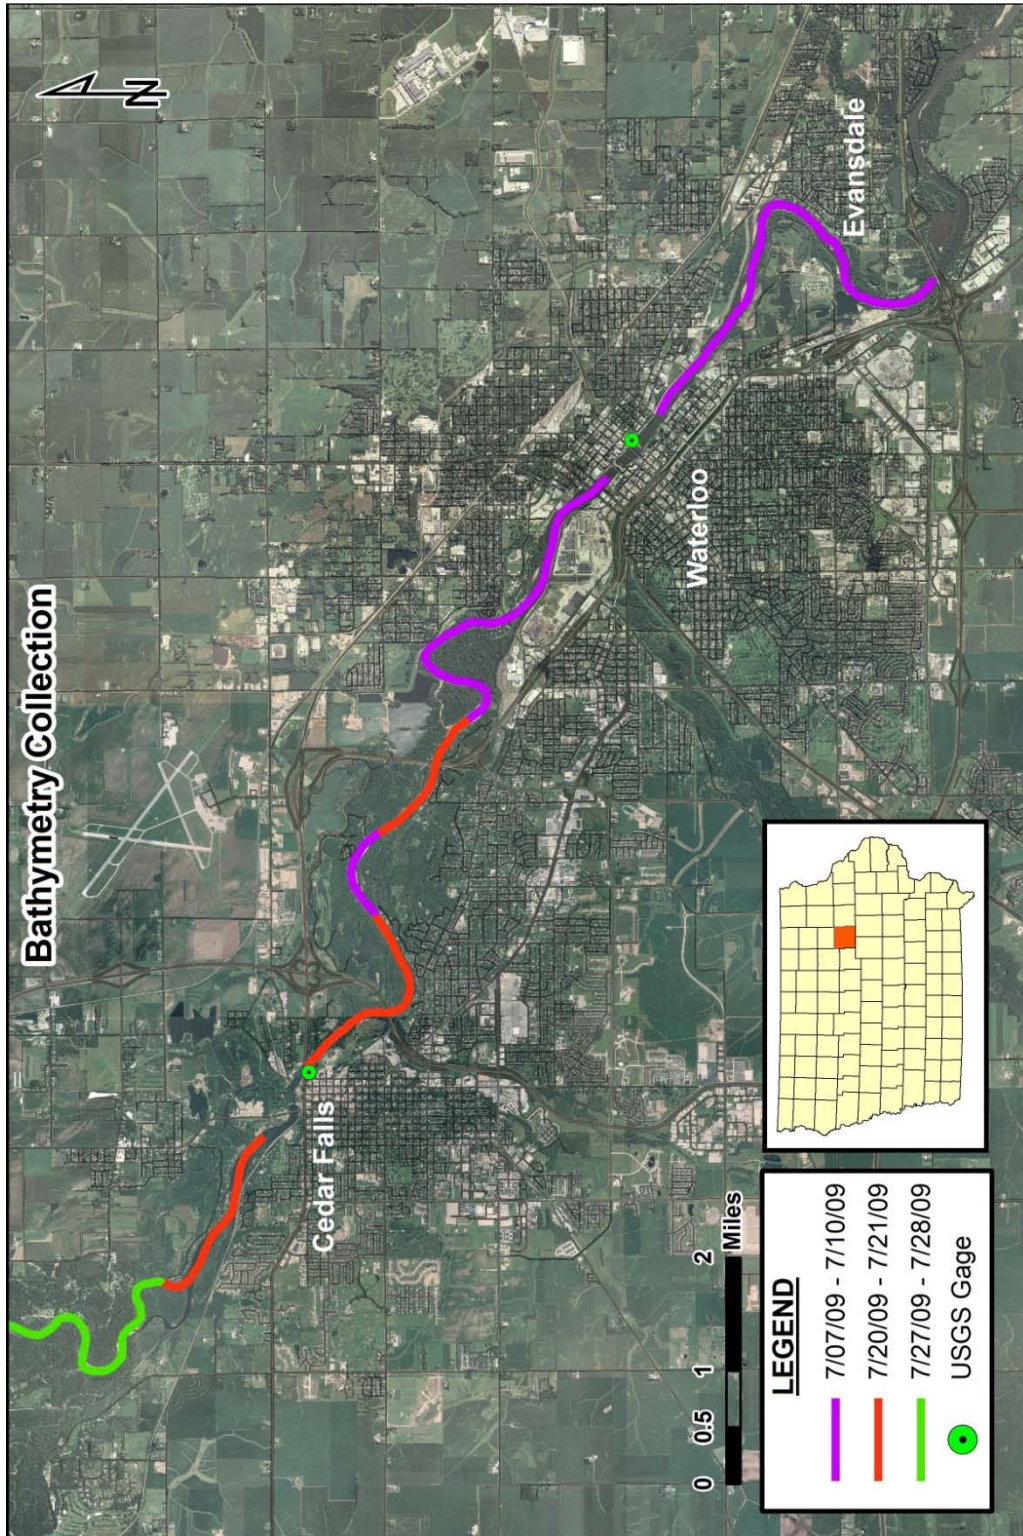 Bathymetry Collection
N
Cedar Falls
Waterloo
Evansdale
0 0.5 1 2
Miles
LEGEND
7/07/09 - 7/10/09
7/20/09 - 7/21/09
7/27/09 - 7/28/09
USGS Gage